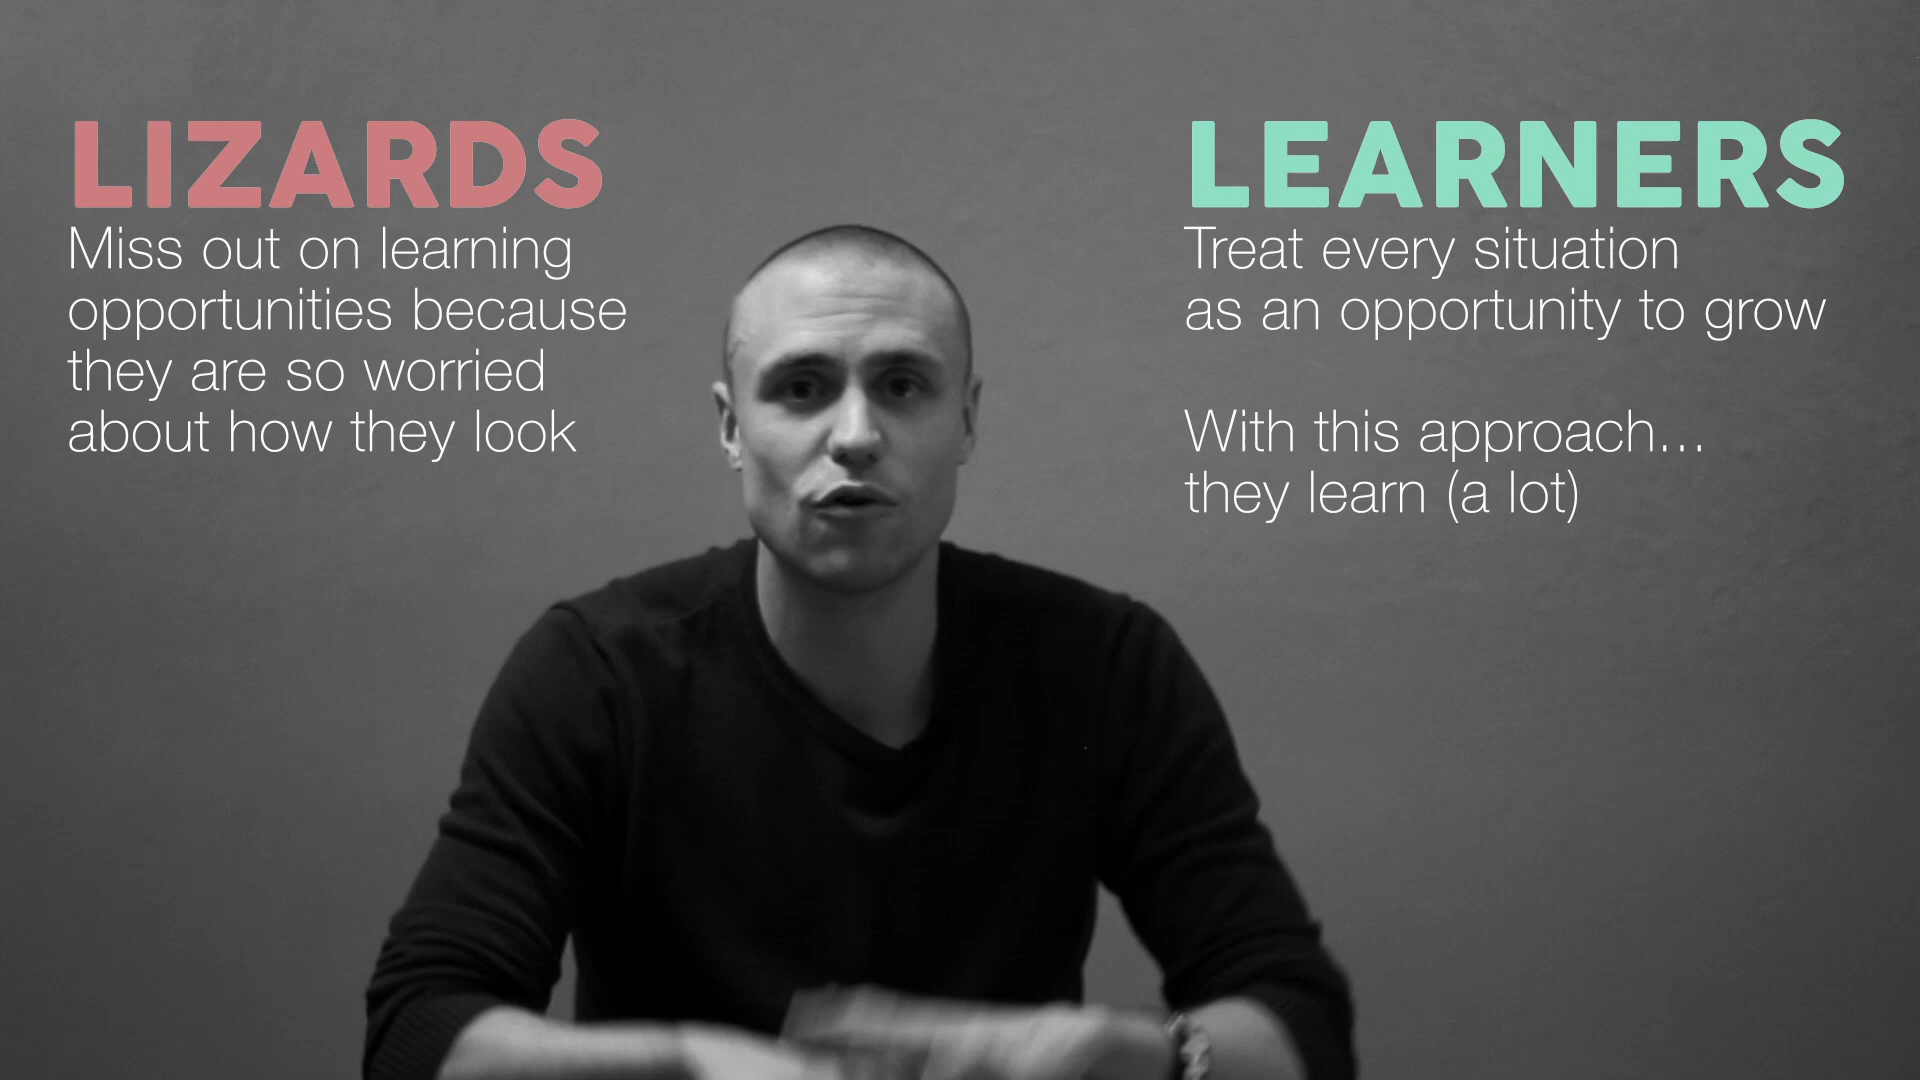 LIZARDS
Miss out on learning
opportunities because
they are so worried
about how they look
LEARNERS
Treat every situation
as an opportunity to grow
With this approach...
they learn (a lot)